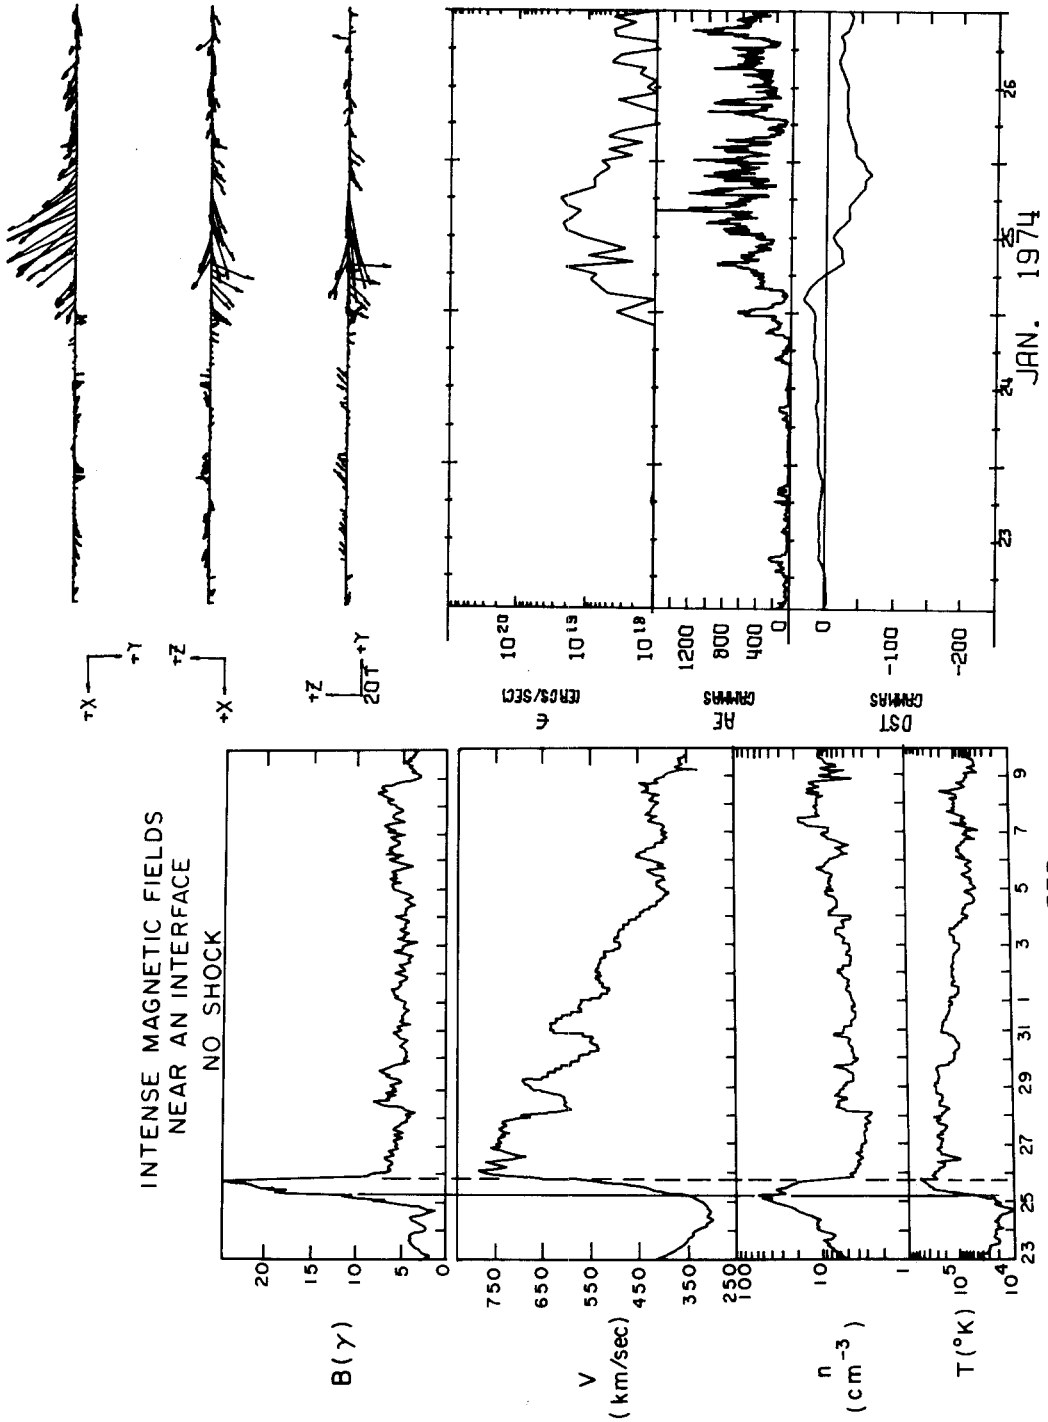 INTENSE MAGNETIC FIELDS
NEAR AN INTERFACE
NO SHOCK
B(γ)
20
15
10
5
0
V
(km/sec)
750
650
550
450
350
250
n
(cm⁻³)
100
10
1
T(°K)
10⁵
10⁴
23 25 27 29 31 1 3 5 7 9
+X
+Y
+Z
+X
+Z
+Y
20 γ
ϵ
(ERGS/SEC)
10²⁰
10¹⁹
10¹⁸
AE
GAMMAS
1200
800
400
0
DST
GAMMAS
0
-100
-200
23 24 25 26
JAN. 1974